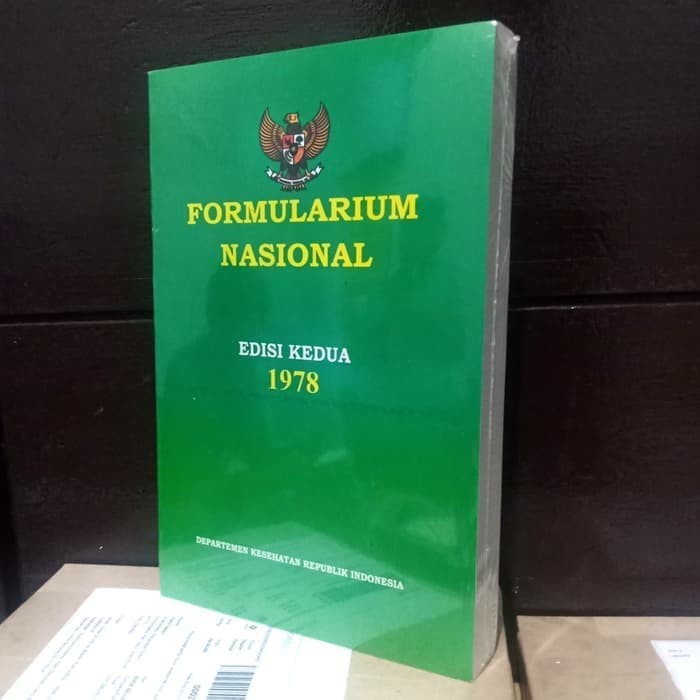 FORMULARIUM
NASIONAL
EDISI KEDUA
1978
DEPARTEMEN KESEHATAN REPUBLIK INDONESIA